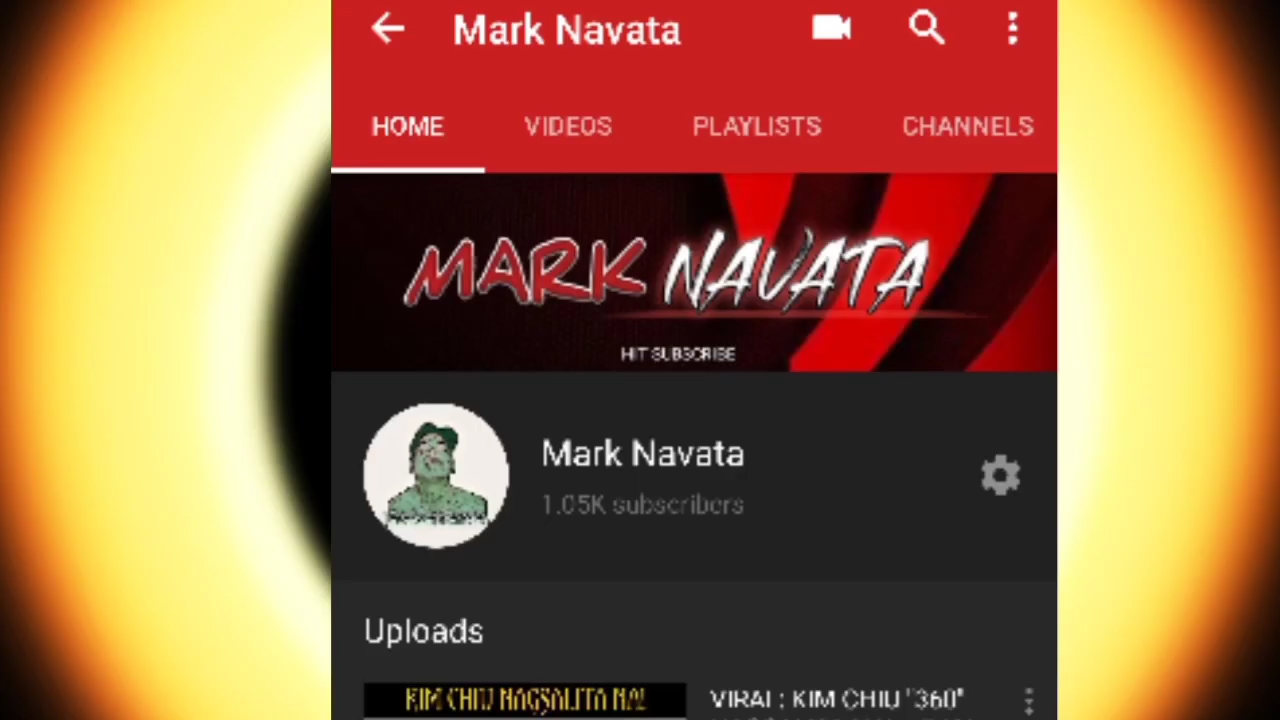 Mark Navata
HOME VIDEOS PLAYLISTS CHANNELS
MARK NAVATA
HIT SUBSCRIBE
Mark Navata
1.05K subscribers
Uploads
KIM CHIU NAGSALITA NA!
VIRAL : KIM CHIU "360"